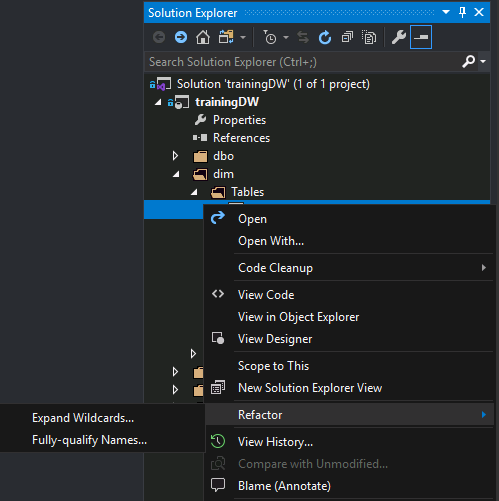 Solution Explorer
Search Solution Explorer (Ctrl+;)
Solution 'trainingDW' (1 of 1 project)
trainingDW
Properties
References
dbo
dim
Tables
Open
Open With...
Code Cleanup
View Code
View in Object Explorer
View Designer
Scope to This
New Solution Explorer View
Refactor
Expand Wildcards...
Fully-qualify Names...
View History...
Compare with Unmodified...
Blame (Annotate)